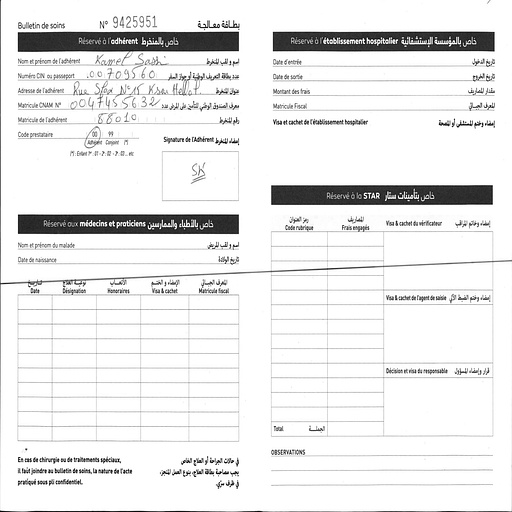 Bulletin de soins N° 9425951 بطاقة معالجة
Réservé à l'adhérent خاص بالمنخرط
Nom et prénom de l'adhérent Kamel Sassi اسم و لقب المنخرط
Numéro CIN ou passeport 00709560 عدد بطاقة التعريف الوطنية أو جواز السفر
Adresse de l'adhérent Rue Sfax N° 15 Ksar Hellal عنوان المنخرط
Matricule CNAM N° 0047455632 معرف الصندوق الوطني للتأمين على المرض عدد
Matricule de l'adhérent 88010 رقم المنخرط
Code prestataire 00 99
Adhérent Conjoint (*)
(*) : Enfant 1er : 01 - 2e : 02 - 3e : 03 ... etc
Signature de l'Adhérent إمضاء المنخرط
SK
Réservé aux médecins et praticiens خاص بالأطباء والممارسين
Nom et prénom du malade اسم و لقب المريض
Date de naissance تاريخ الولادة
التاريخ نوعية العلاج الأتعاب الإمضاء و الختم المعرف الجبائي
Date Désignation Honoraires Visa & cachet Matricule fiscal
En cas de chirurgie ou de traitements spéciaux,
il faut joindre au bulletin de soins, la nature de l'acte
pratiqué sous pli confidentiel.
في حالات الجراحة أو العلاج الخاص
يجب مصاحبة بطاقة العلاج، بنوع العمل المنجز،
في ظرف سري.
Réservé à l'établissement hospitalier خاص بالمؤسسة الإستشفائية
Date d'entrée تاريخ الدخول
Date de sortie تاريخ الخروج
Montant des frais مقدار المصاريف
Matricule Fiscal المعرف الجبائي
Visa et cachet de l'établissement hospitalier إمضاء وختم المستشفى أو المصحة
Réservé à la STAR خاص بتأمينات ستار
رمز العنوان المصاريف
Code rubrique Frais engagés
Visa & cachet du vérificateur إمضاء وخاتم المراقب
Visa & cachet de l'agent de saisie إمضاء وختم الضبط الآلي
Décision et visa du responsable قرار وإمضاء المسؤول
Total الجملة
OBSERVATIONS